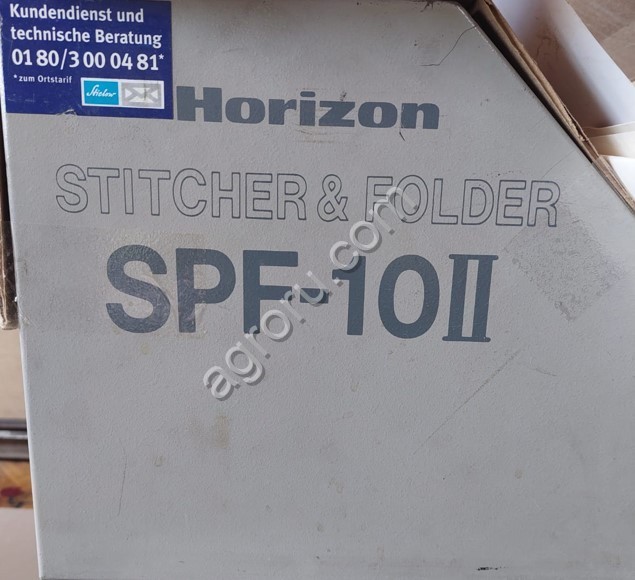 Kundendienst und
technische Beratung
01 80/3 00 04 81*
*zum Ortstarif
Stielow
Horizon
STITCHER & FOLDER
SPF-10II
agroru.com